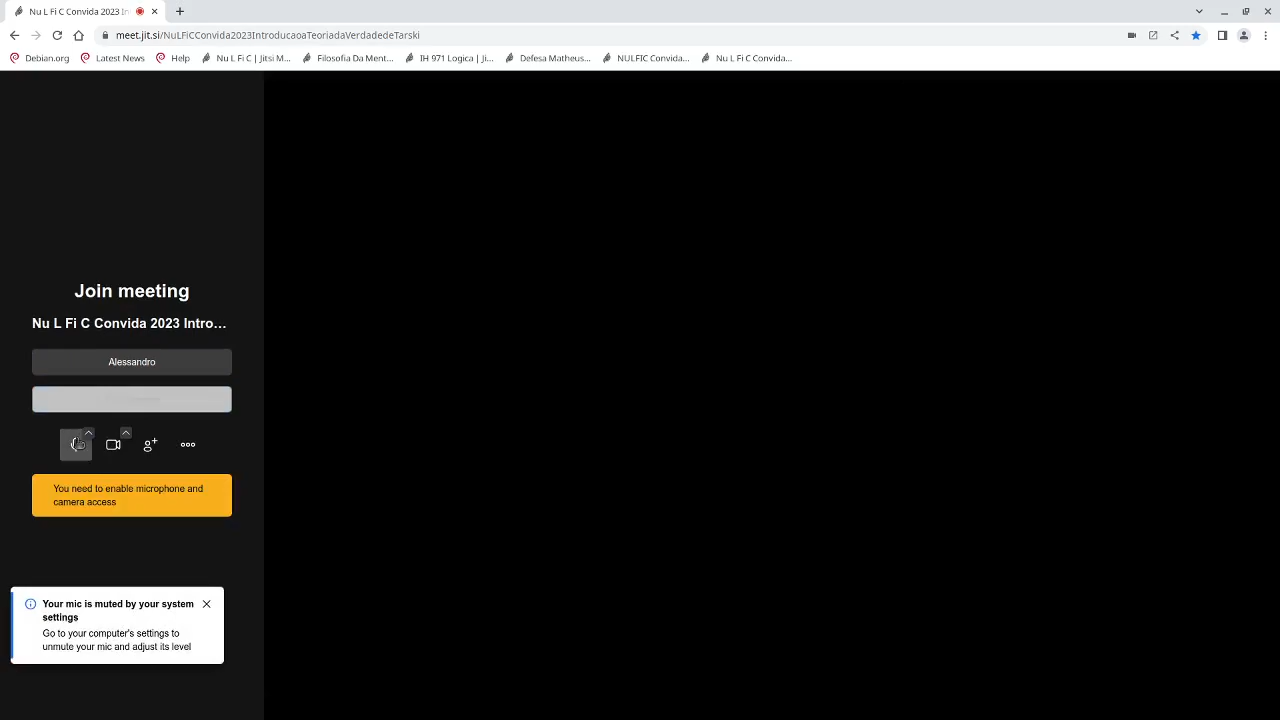 Nu L Fi C Convida 2023 In
meet.jit.si/NuLFiCConvida2023IntroducaoaTeoriadaVerdadedeTarski
Debian.org Latest News Help Nu L Fi C | Jitsi M... Filosofia Da Ment... IH 971 Logica | Ji... Defesa Matheus... NULFIC Convida... Nu L Fi C Convida...
Join meeting
Nu L Fi C Convida 2023 Intro...
Alessandro
You need to enable microphone and
camera access
Your mic is muted by your system
settings
Go to your computer's settings to
unmute your mic and adjust its level